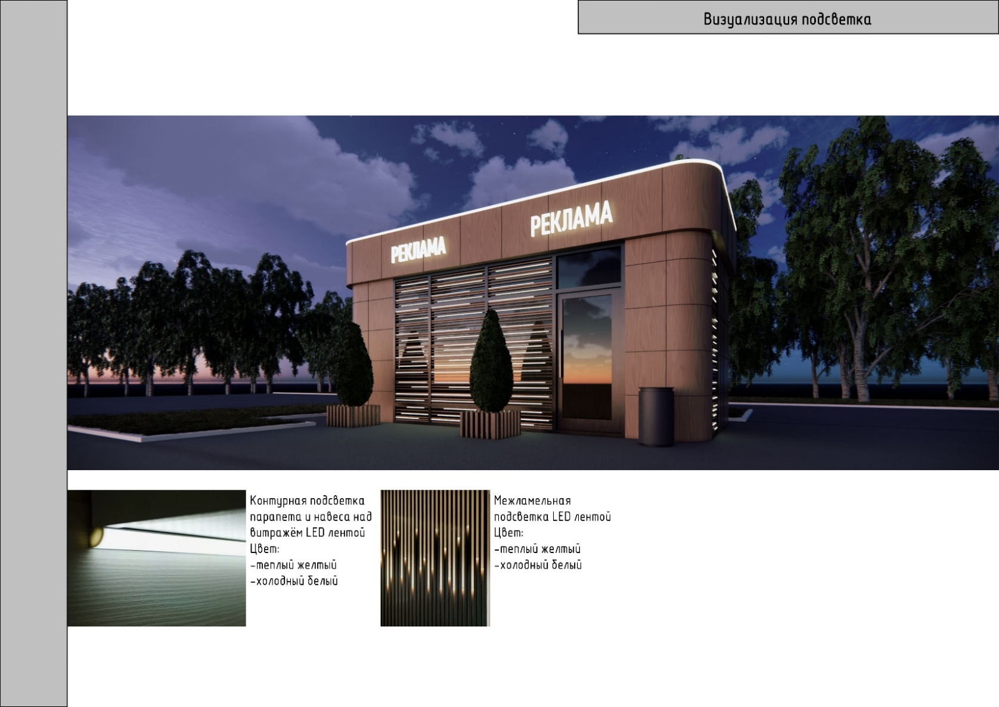 Визуализация подсветка
РЕКЛАМА
РЕКЛАМА
Контурная подсветка
парапета и навеса над
витражём LED лентой
Цвет:
-теплый желтый
-холодный белый
Межламельная
подсветка LED лентой
Цвет:
-теплый желтый
-холодный белый